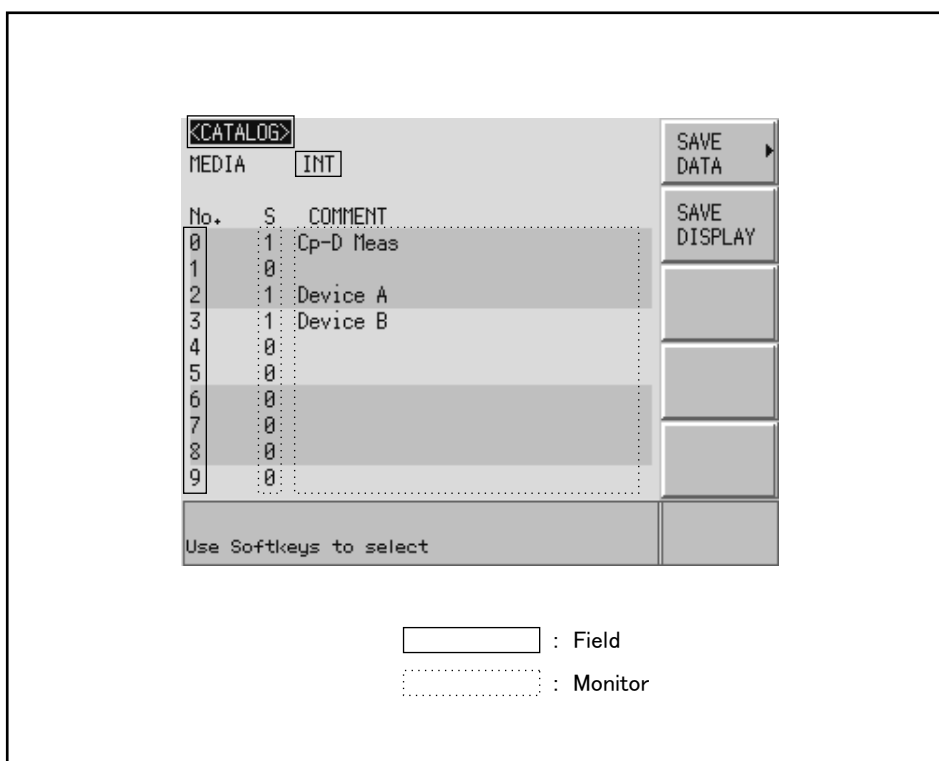 <CATALOG>
MEDIA INT
No. S COMMENT
0 1 Cp-D Meas
1 0
2 1 Device A
3 1 Device B
4 0
5 0
6 0
7 0
8 0
9 0
Use Softkeys to select
SAVE
DATA
SAVE
DISPLAY
: Field
: Monitor